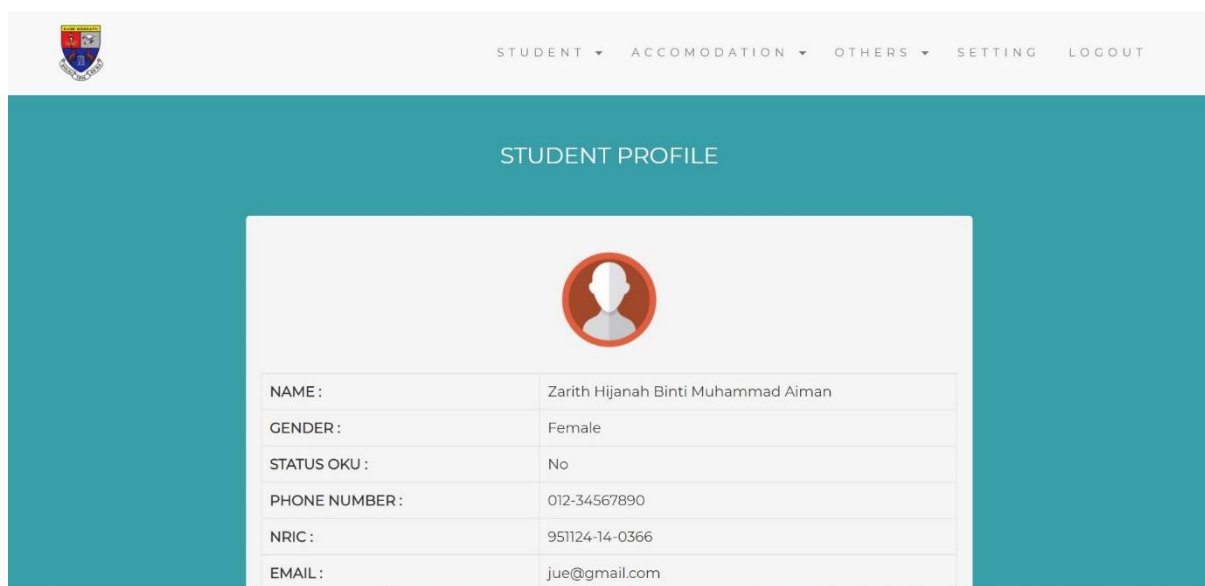 STUDENT ACCOMODATION OTHERS SETTING LOGOUT
STUDENT PROFILE
NAME : Zarith Hijanah Binti Muhammad Aiman
GENDER : Female
STATUS OKU : No
PHONE NUMBER : 012-34567890
NRIC : 951124-14-0366
EMAIL : jue@gmail.com